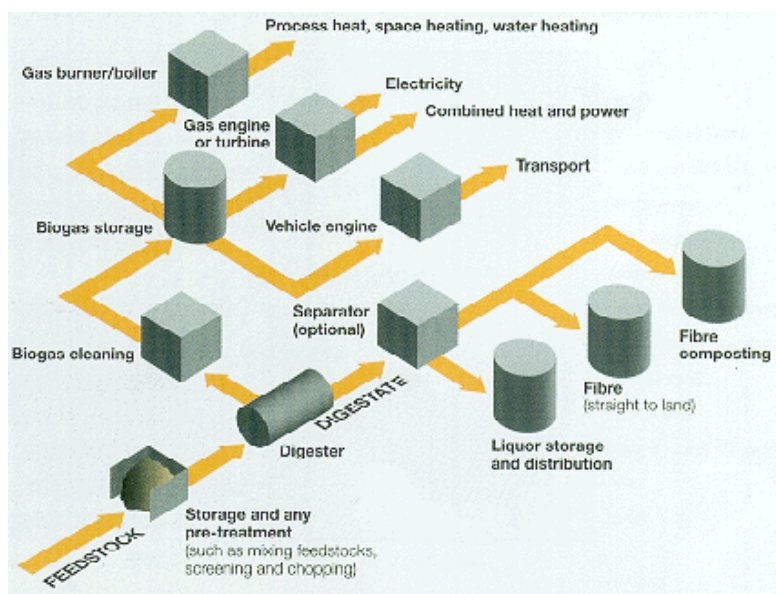 Process heat, space heating, water heating
Gas burner/boiler
Electricity
Combined heat and power
Gas engine
or turbine
Transport
Biogas storage
Vehicle engine
Separator
(optional)
Biogas cleaning
Fibre
composting
Fibre
(straight to land)
DIGESTATE
Digester
Liquor storage
and distribution
Storage and any
pre-treatment
(such as mixing feedstocks,
screening and chopping)
FEEDSTOCK